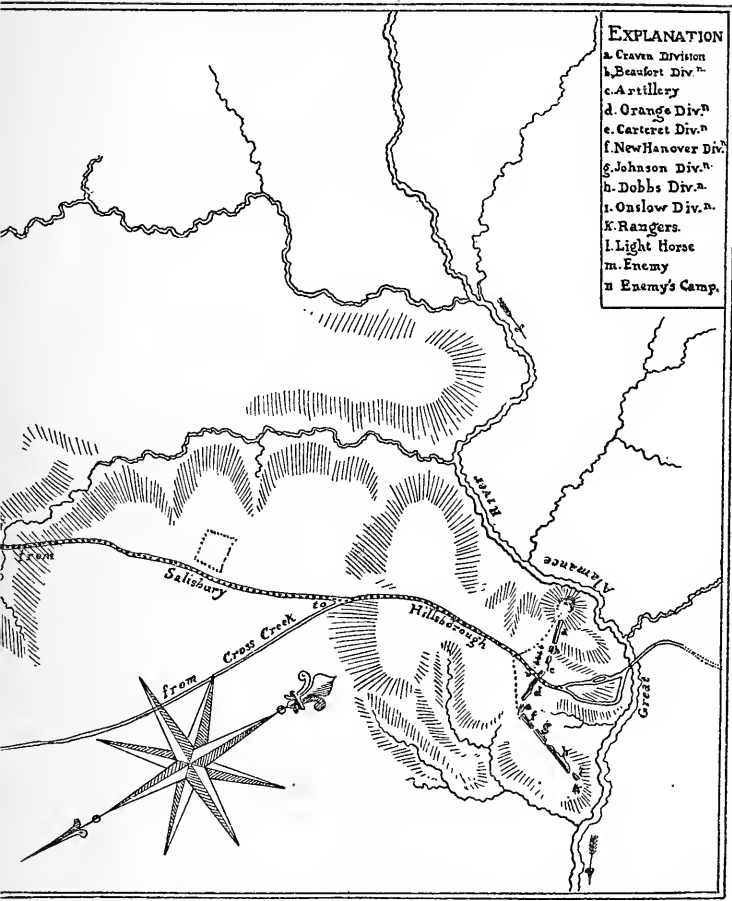 EXPLANATION
a. Craven Division
b. Beaufort Div.n
c. Artillery
d. Orange Div.n
e. Carteret Div.n
f. New Hanover Div.n
g. Johnson Div.n
h. Dobbs Div.n
i. Onslow Div.n
K. Rangers.
l. Light Horse
m. Enemy
n Enemy's Camp.
River
Alamance
Great
from
Salisbury
to
Hillsborough
from
Cross Creek